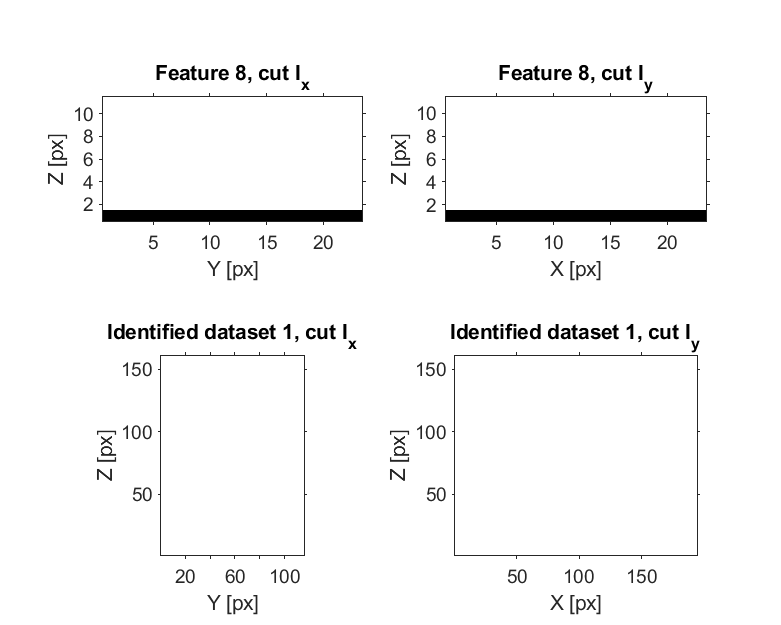 Feature 8, cut I_x
Z [px]
10
8
6
4
2
5 10 15 20
Y [px]
Feature 8, cut I_y
Z [px]
10
8
6
4
2
5 10 15 20
X [px]
Identified dataset 1, cut I_x
Z [px]
150
100
50
20 60 100
Y [px]
Identified dataset 1, cut I_y
Z [px]
150
100
50
50 100 150
X [px]